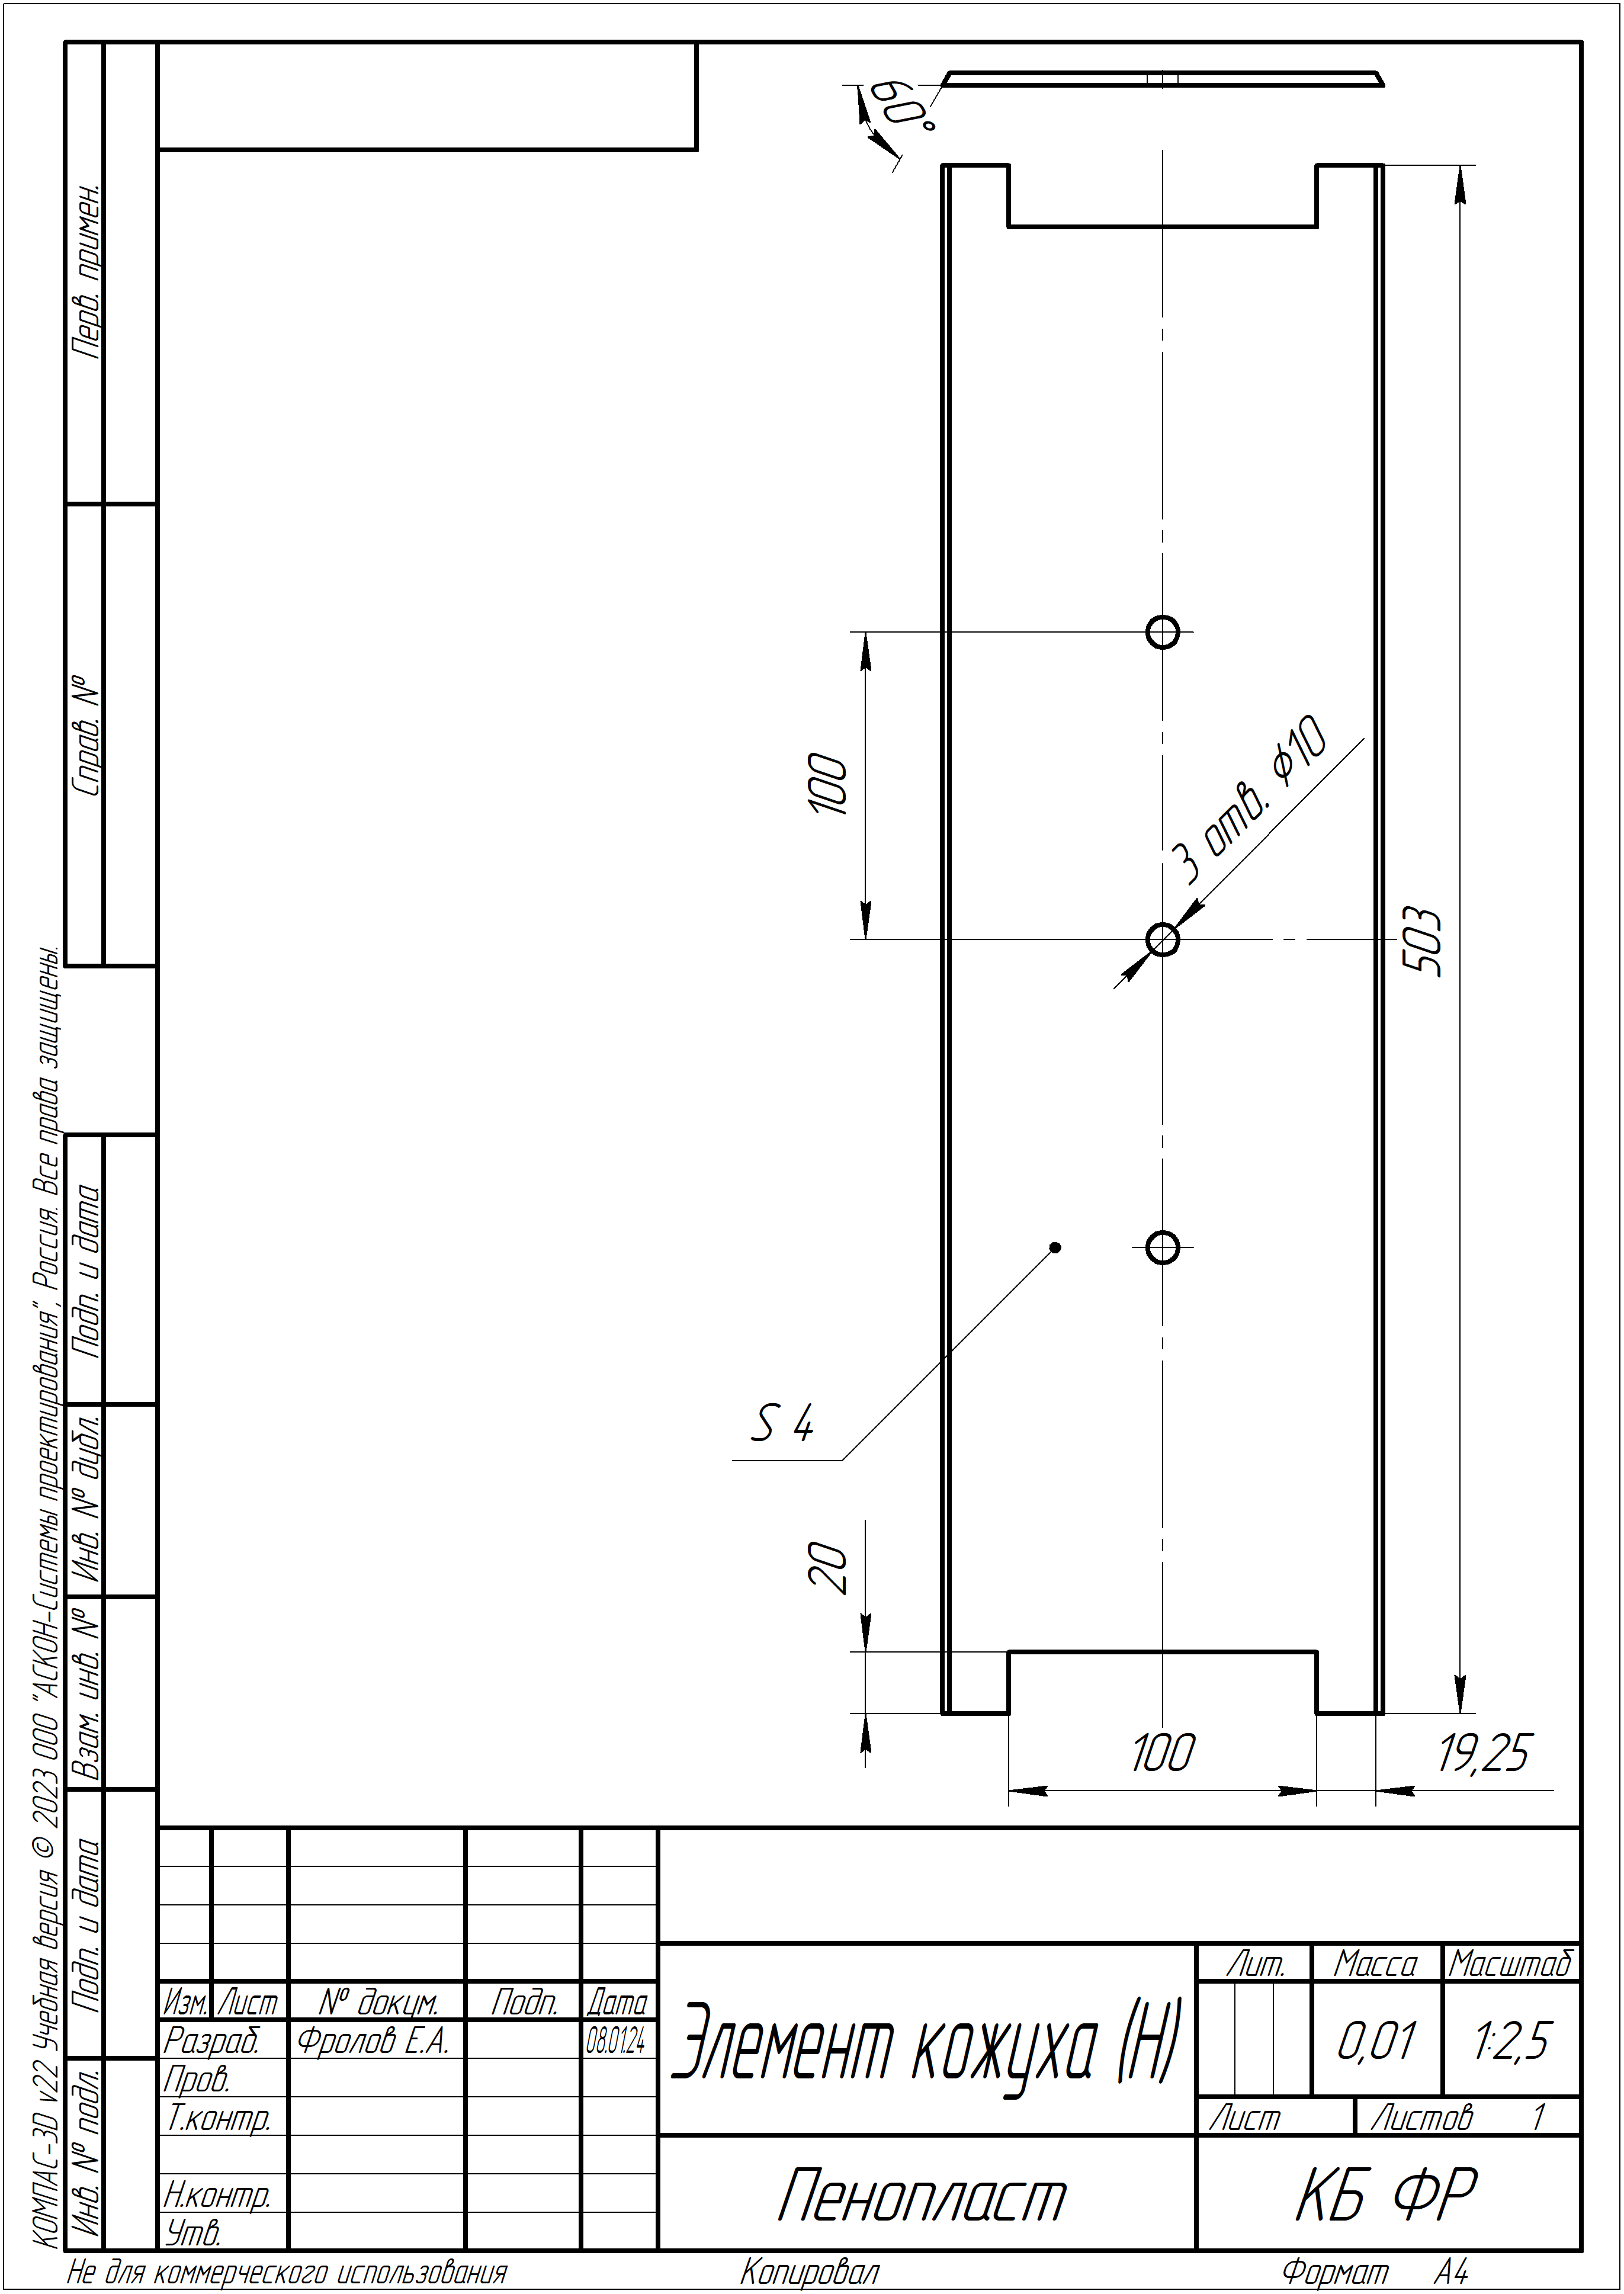 60°
100
3 отв. ϕ10
503
S 4
20
100
19,25
Перв. примен.
Справ. №
Подп. и дата
Инв. № дубл.
Взам. инв. №
Подп. и дата
Инв. № подл.
КОМПАС-3D v22 Учебная версия © 2023 ООО "АСКОН-Системы проектирования", Россия. Все права защищены.
Изм. Лист № докум. Подп. Дата
Разраб. Фролов Е.А. 08.01.24
Пров.
Т.контр.
Н.контр.
Утв.
Элемент кожуха (Н)
Пенопласт
Лит. Масса Масштаб
0,01 1:2,5
Лист Листов 1
КБ ФР
Не для коммерческого использования Копировал Формат А4